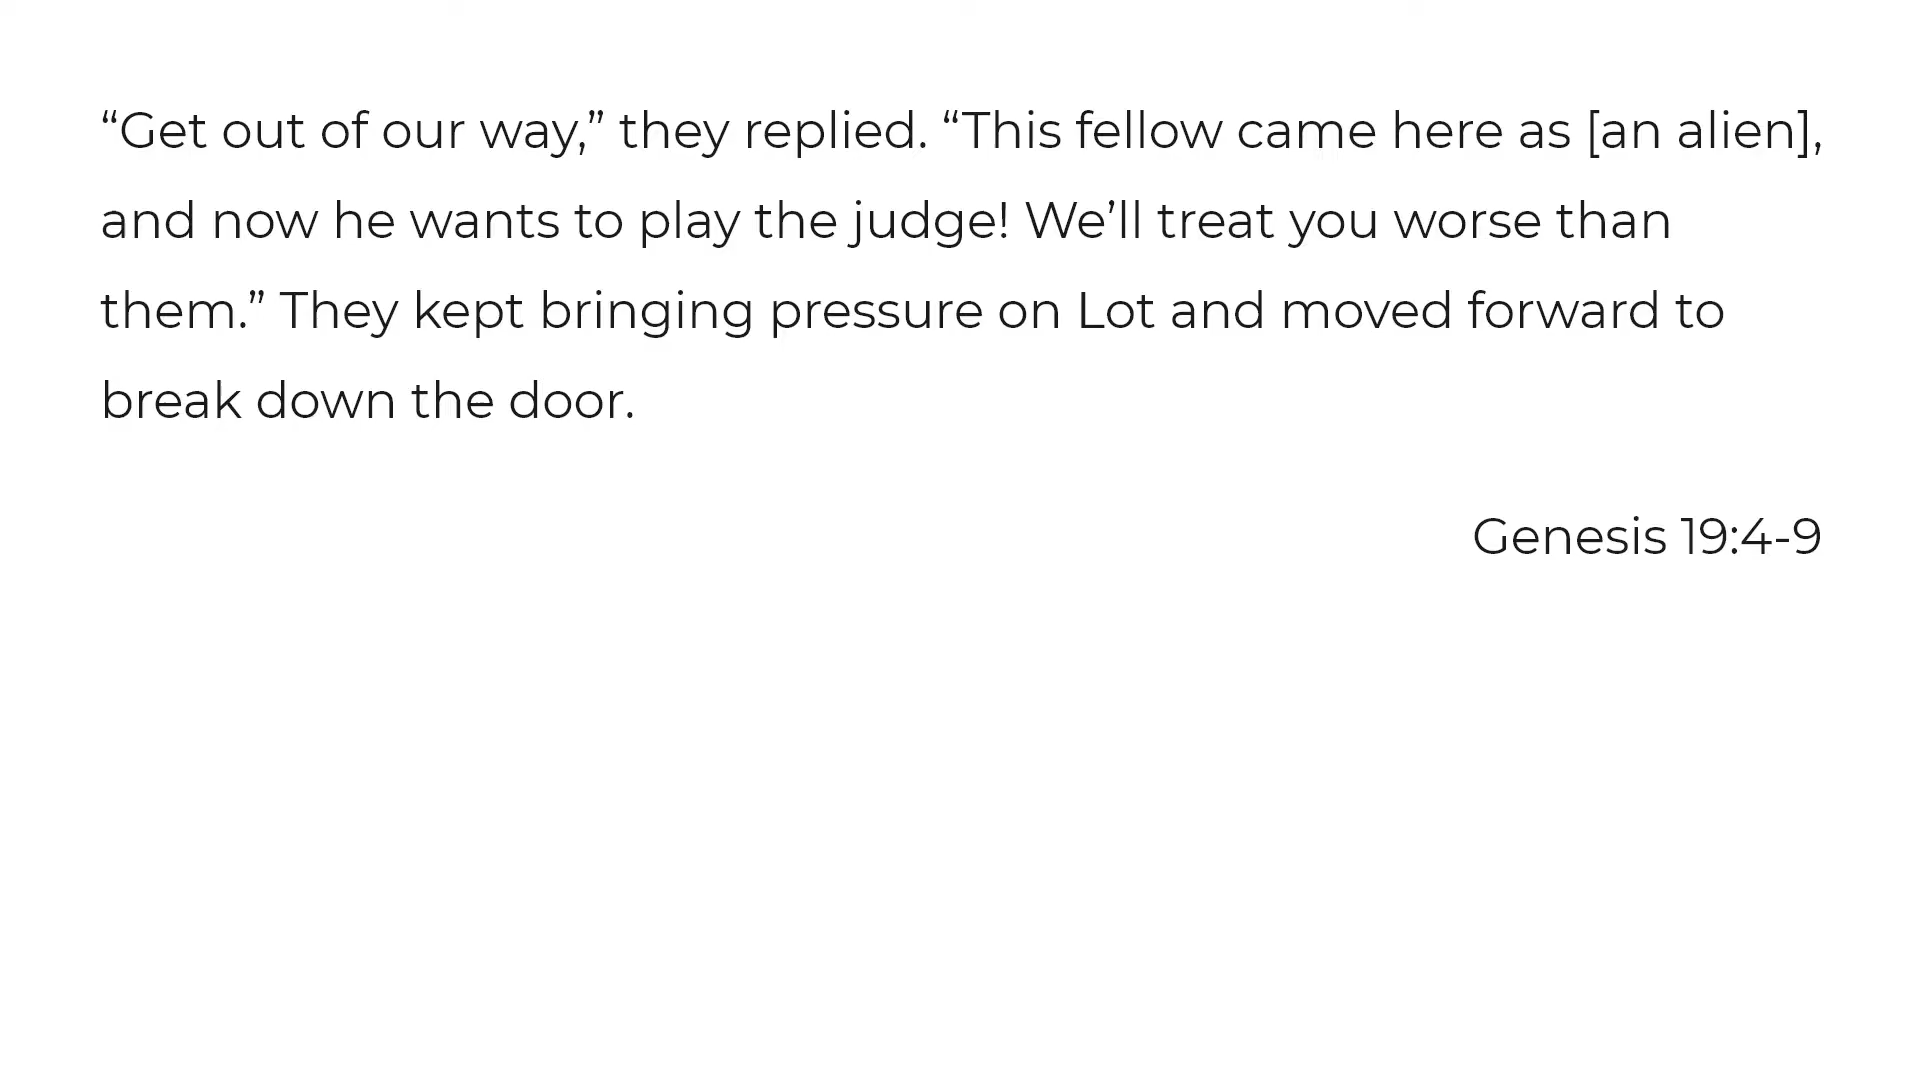 “Get out of our way,” they replied. “This fellow came here as [an alien],
and now he wants to play the judge! We’ll treat you worse than
them.” They kept bringing pressure on Lot and moved forward to
break down the door.
Genesis 19:4-9